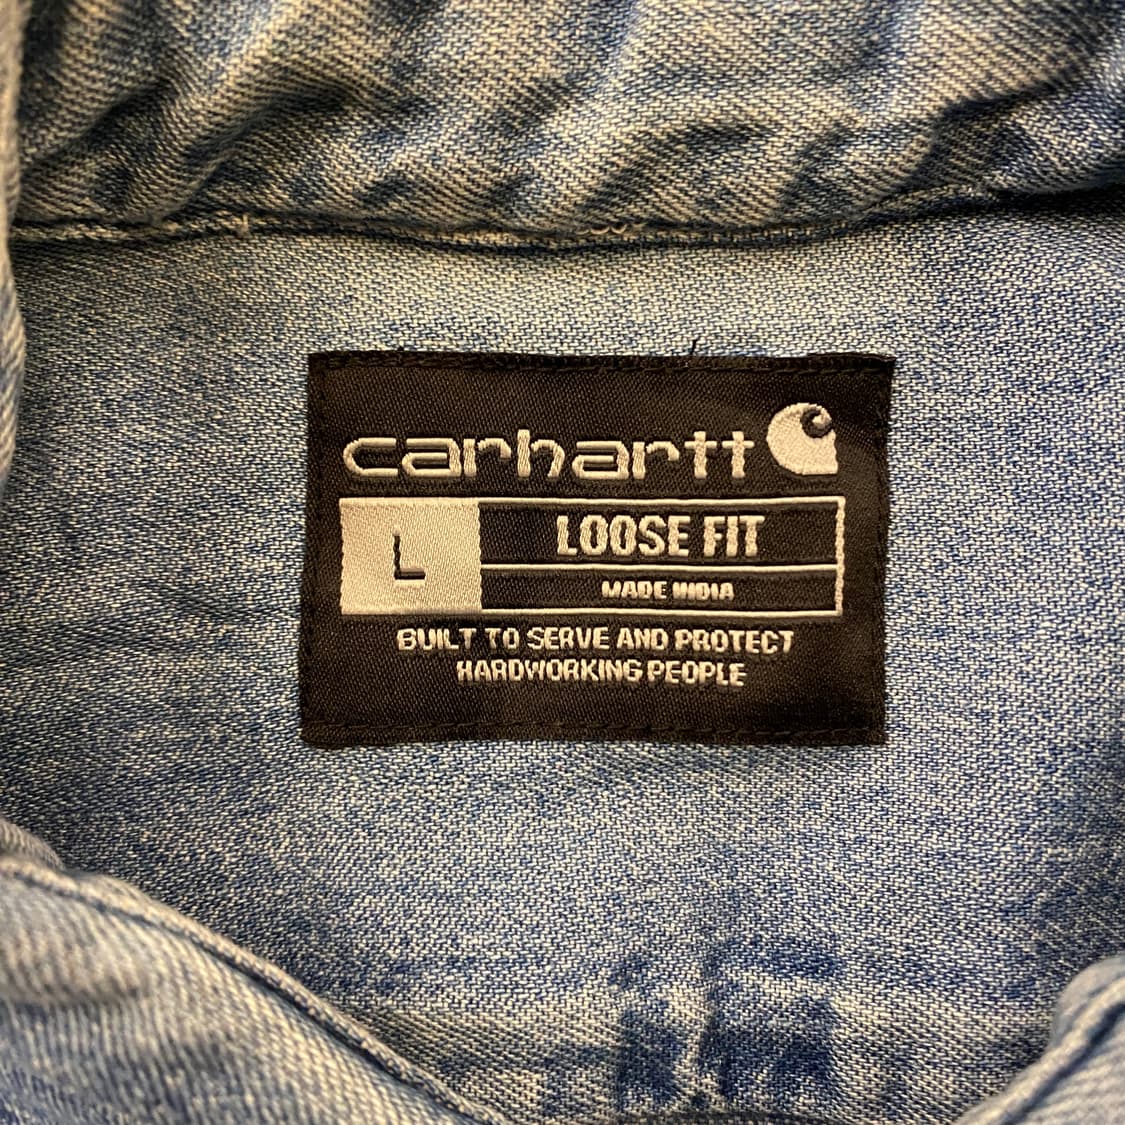 carhartt
L
LOOSE FIT
MADE INDIA
BUILT TO SERVE AND PROTECT
HARDWORKING PEOPLE